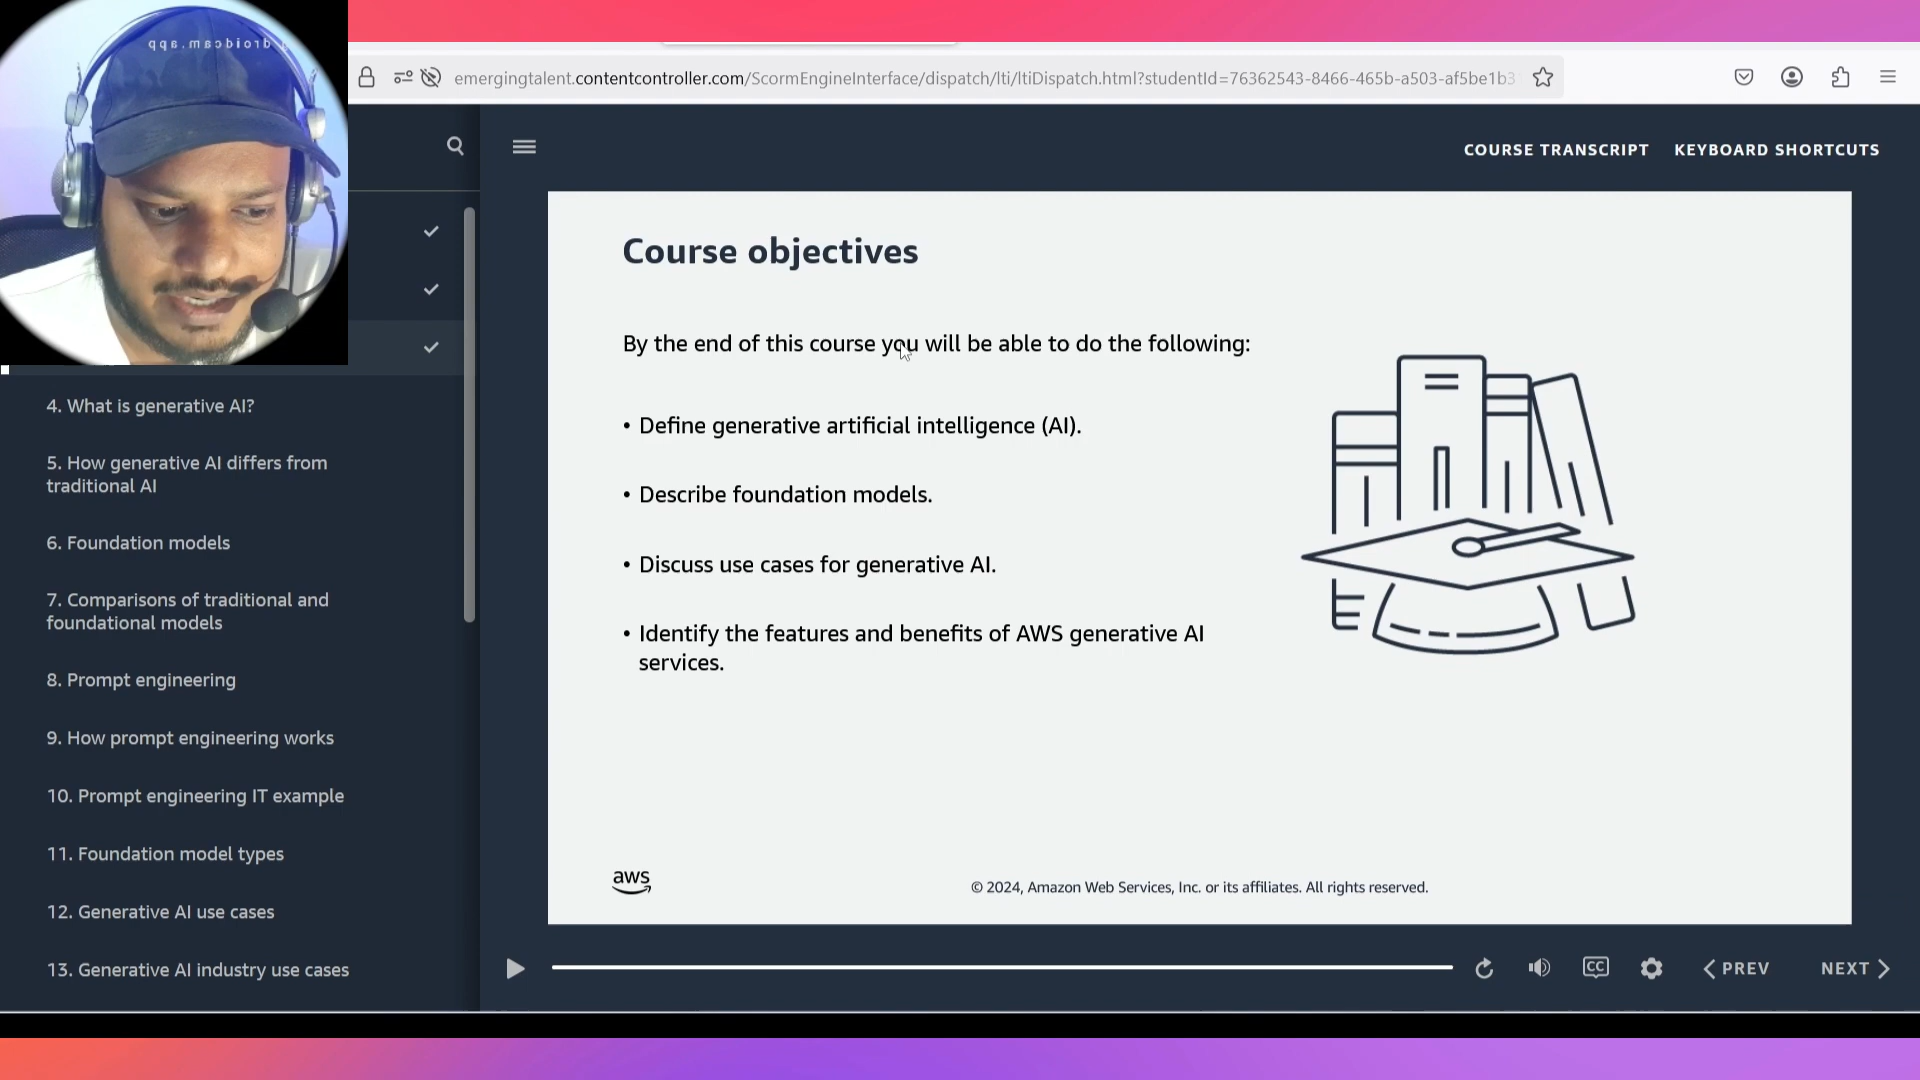 droidcam.app
emergingtalent.contentcontroller.com/ScormEngineInterface/dispatch/lti/ltiDispatch.html?studentId=76362543-8466-465b-a503-af5be1b3
COURSE TRANSCRIPT KEYBOARD SHORTCUTS
4. What is generative AI?
5. How generative AI differs from
traditional AI
6. Foundation models
7. Comparisons of traditional and
foundational models
8. Prompt engineering
9. How prompt engineering works
10. Prompt engineering IT example
11. Foundation model types
12. Generative AI use cases
13. Generative AI industry use cases
Course objectives
By the end of this course you will be able to do the following:
• Define generative artificial intelligence (AI).
• Describe foundation models.
• Discuss use cases for generative AI.
• Identify the features and benefits of AWS generative AI
services.
aws
© 2024, Amazon Web Services, Inc. or its affiliates. All rights reserved.
CC
PREV
NEXT